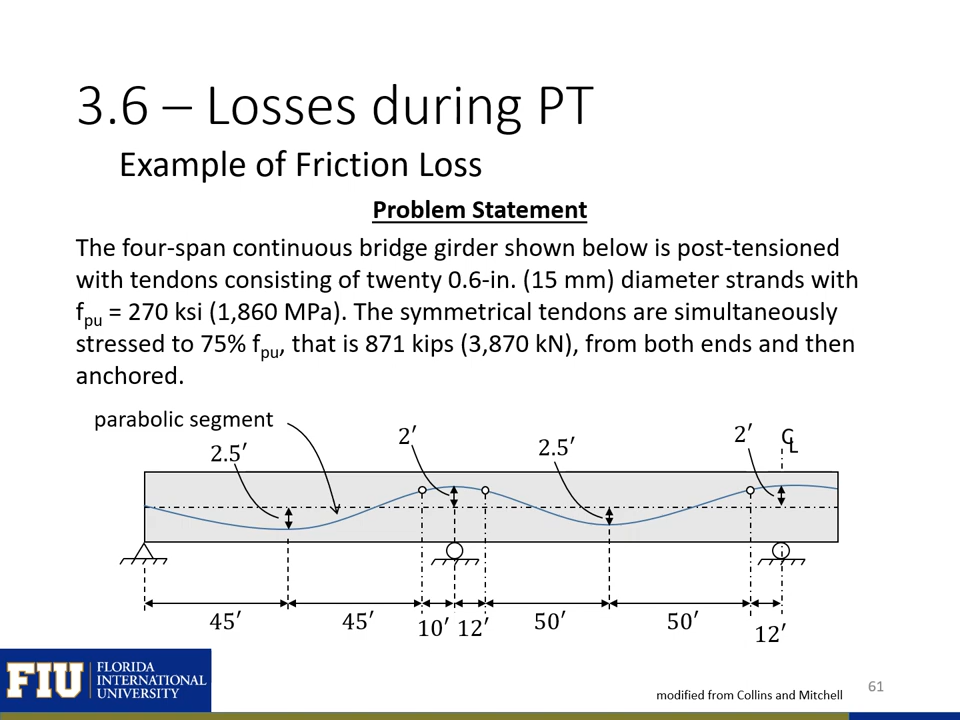 3.6 – Losses during PT
Example of Friction Loss
Problem Statement
The four-span continuous bridge girder shown below is post-tensioned
with tendons consisting of twenty 0.6-in. (15 mm) diameter strands with
fpu = 270 ksi (1,860 MPa). The symmetrical tendons are simultaneously
stressed to 75% fpu, that is 871 kips (3,870 kN), from both ends and then
anchored.
parabolic segment
2.5′ 2′ 2.5′ 2′ ℄
45′ 45′ 10′ 12′ 50′ 50′ 12′
FIU
FLORIDA
INTERNATIONAL
UNIVERSITY
modified from Collins and Mitchell
61